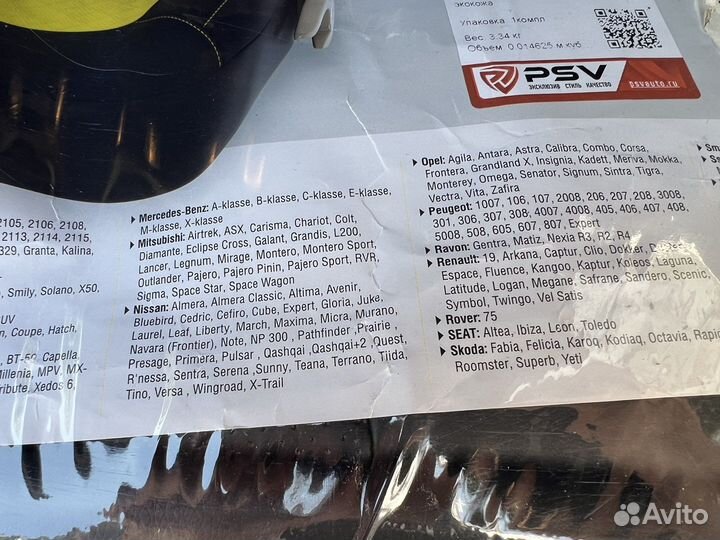 экокожа
Упаковка 1компл
Вес: 3.34 кг
Объем 0.014625 м куб.
PSV
ЭКСКЛЮЗИВ СТИЛЬ КАЧЕСТВО
psvauto.ru
2105, 2106, 2108,
2113, 2114, 2115,
329, Granta, Kalina,
Smily, Solano, X50,
UV
Coupe, Hatch,
BT-50, Capella,
Millenia, MPV, MX-
Tribute, Xedos 6,
Mercedes-Benz: A-klasse, B-klasse, C-klasse, E-klasse,
M-klasse, X-klasse
Mitsubishi: Airtrek, ASX, Carisma, Chariot, Colt,
Diamante, Eclipse Cross, Galant, Grandis, L200,
Lancer, Legnum, Mirage, Montero, Montero Sport,
Outlander, Pajero, Pajero Pinin, Pajero Sport, RVR,
Sigma, Space Star, Space Wagon
Nissan: Almera, Almera Classic, Altima, Avenir,
Bluebird, Cedric, Cefiro, Cube, Expert, Gloria, Juke,
Laurel, Leaf, Liberty, March, Maxima, Micra, Murano,
Navara (Frontier), Note, NP 300 , Pathfinder ,Prairie ,
Presage, Primera, Pulsar , Qashqai ,Qashqai+2 ,Quest,
R'nessa, Sentra, Serena ,Sunny, Teana, Terrano, Tiida,
Tino, Versa , Wingroad, X-Trail
Opel: Agila, Antara, Astra, Calibra, Combo, Corsa,
Frontera, Grandland X, Insignia, Kadett, Meriva, Mokka,
Monterey, Omega, Senator, Signum, Sintra, Tigra,
Vectra, Vita, Zafira
Peugeot: 1007, 106, 107, 2008, 206, 207, 208, 3008,
301, 306, 307, 308, 4007, 4008, 405, 406, 407, 408,
5008, 508, 605, 607, 807, Expert
Ravon: Gentra, Matiz, Nexia R3, R2, R4
Renault: 19, Arkana, Captur, Clio, Dokker,
Espace, Fluence, Kangoo, Kaptur, Koleos, Laguna,
Latitude, Logan, Megane, Safrane, Sandero, Scenic,
Symbol, Twingo, Vel Satis
Rover: 75
SEAT: Altea, Ibiza, Leon, Toledo
Skoda: Fabia, Felicia, Karoq, Kodiaq, Octavia, Rapid
Roomster, Superb, Yeti
Sm
Avito